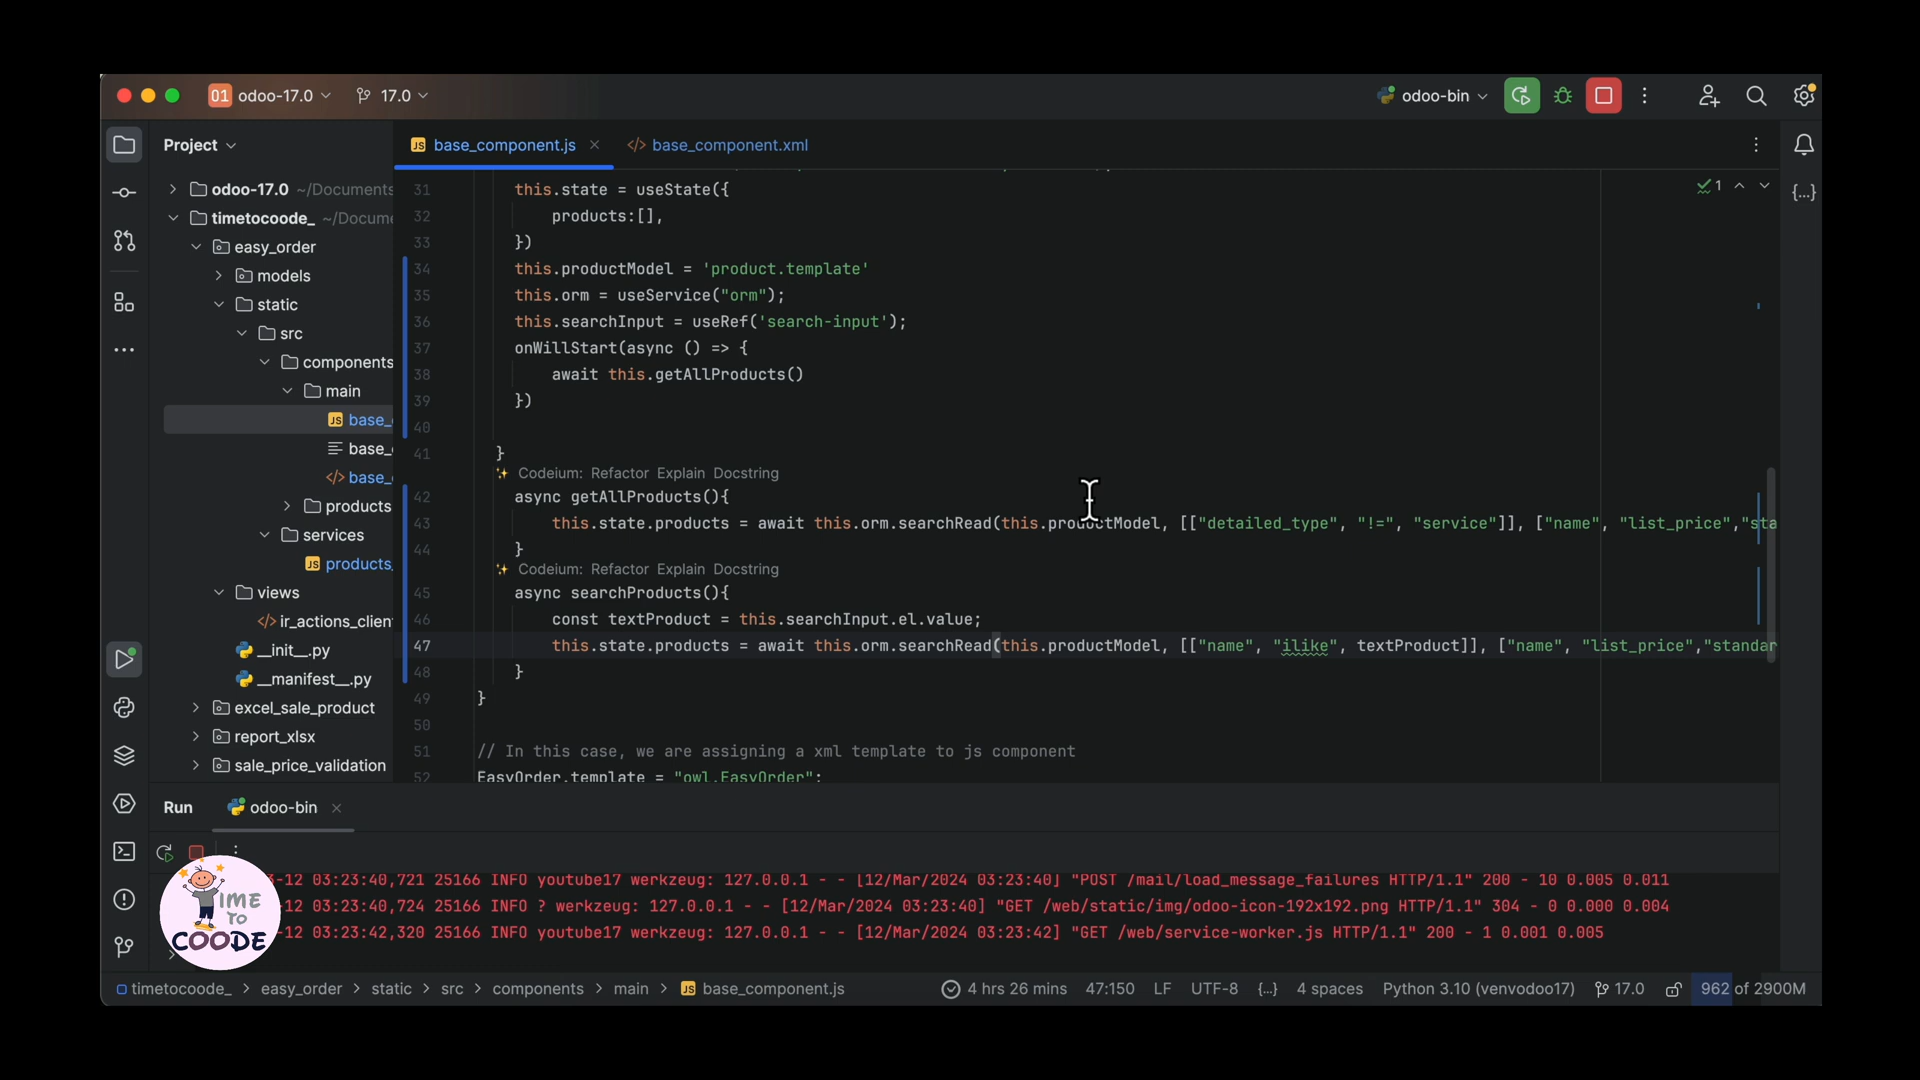 01 odoo-17.0 17.0 odoo-bin
Project base_component.js base_component.xml
odoo-17.0 ~/Documents
timetocoode_ ~/Docume
easy_order
models
static
src
components
main
JS base_
base_
</> base_
products
services
JS products_
views
</> ir_actions_clien
__init__.py
__manifest__.py
excel_sale_product
report_xlsx
sale_price_validation
1
31 this.state = useState({
32 products:[],
33 })
34 this.productModel = 'product.template'
35 this.orm = useService("orm");
36 this.searchInput = useRef('search-input');
37 onWillStart(async () => {
38 await this.getAllProducts()
39 })
40
41 }
Codeium: Refactor Explain Docstring
42 async getAllProducts(){
43 this.state.products = await this.orm.searchRead(this.productModel, [["detailed_type", "!=", "service"]], ["name", "list_price","sta
44 }
Codeium: Refactor Explain Docstring
45 async searchProducts(){
46 const textProduct = this.searchInput.el.value;
47 this.state.products = await this.orm.searchRead(this.productModel, [["name", "ilike", textProduct]], ["name", "list_price","standar
48 }
49 }
50
51 // In this case, we are assigning a xml template to js component
52 EasyOrder.template = "owl.EasyOrder";
Run odoo-bin
3-12 03:23:40,721 25166 INFO youtube17 werkzeug: 127.0.0.1 - - [12/Mar/2024 03:23:40] "POST /mail/load_message_failures HTTP/1.1" 200 - 10 0.005 0.011
-12 03:23:40,724 25166 INFO ? werkzeug: 127.0.0.1 - - [12/Mar/2024 03:23:40] "GET /web/static/img/odoo-icon-192x192.png HTTP/1.1" 304 - 0 0.000 0.004
-12 03:23:42,320 25166 INFO youtube17 werkzeug: 127.0.0.1 - - [12/Mar/2024 03:23:42] "GET /web/service-worker.js HTTP/1.1" 200 - 1 0.001 0.005
IME
TO
COODE
timetocoode_ > easy_order > static > src > components > main > JS base_component.js 4 hrs 26 mins 47:150 LF UTF-8 {...} 4 spaces Python 3.10 (venvodoo17) 17.0 962 of 2900M